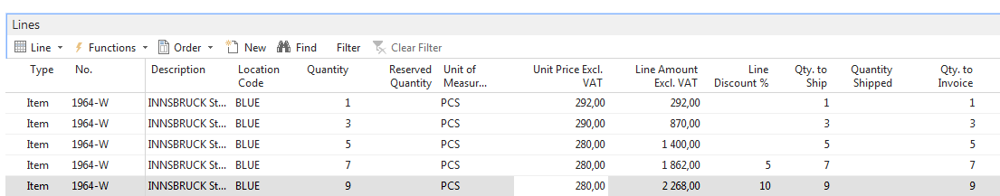 Lines
Line Functions Order New Find Filter Clear Filter
Type No. Description Location Code Quantity Reserved Quantity Unit of Measur... Unit Price Excl. VAT Line Amount Excl. VAT Line Discount % Qty. to Ship Quantity Shipped Qty. to Invoice
Item 1964-W INNSBRUCK St... BLUE 1 PCS 292,00 292,00 1 1
Item 1964-W INNSBRUCK St... BLUE 3 PCS 290,00 870,00 3 3
Item 1964-W INNSBRUCK St... BLUE 5 PCS 280,00 1 400,00 5 5
Item 1964-W INNSBRUCK St... BLUE 7 PCS 280,00 1 862,00 5 7 7
Item 1964-W INNSBRUCK St... BLUE 9 PCS 280,00 2 268,00 10 9 9